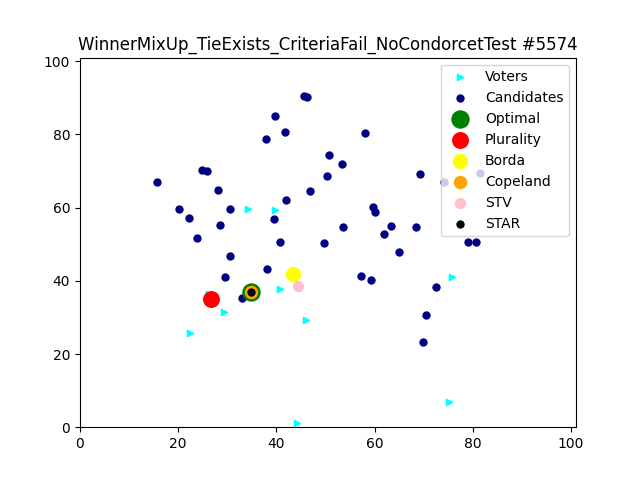 WinnerMixUp_TieExists_CriteriaFail_NoCondorcetTest #5574
100
80
60
40
20
0
0 20 40 60 80 100
Voters
Candidates
Optimal
Plurality
Borda
Copeland
STV
STAR